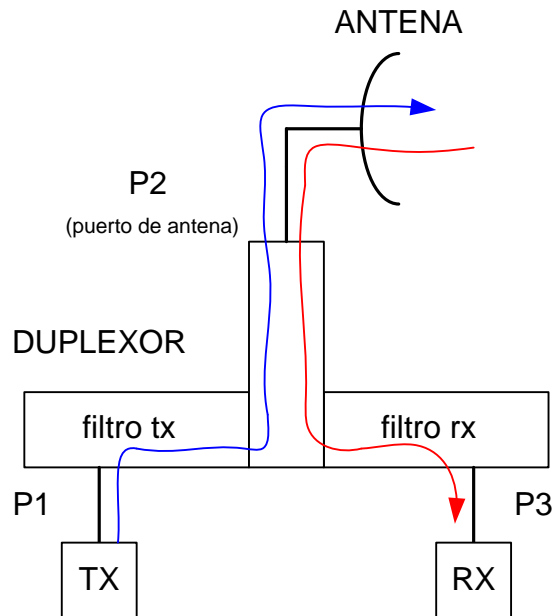 ANTENA
P2
(puerto de antena)
DUPLEXOR
filtro tx
filtro rx
P1
P3
TX
RX